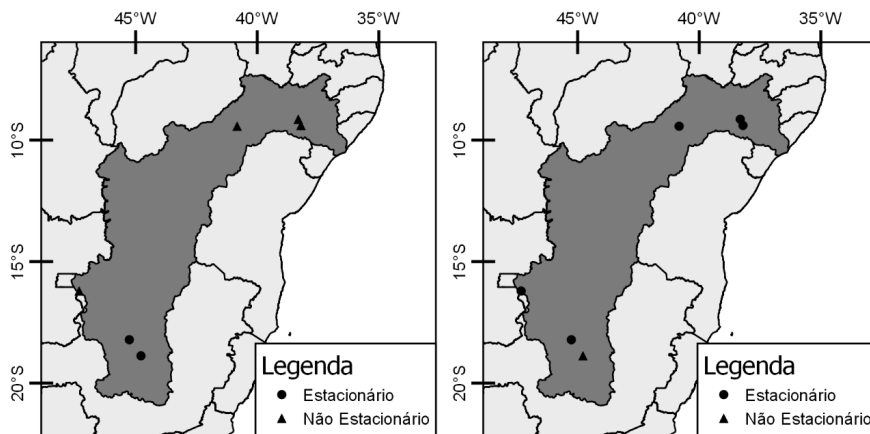 45°W 40°W 35°W 45°W 40°W 35°W
10°S 10°S
15°S 15°S
20°S 20°S
Legenda
Estacionário
Não Estacionário
Legenda
Estacionário
Não Estacionário